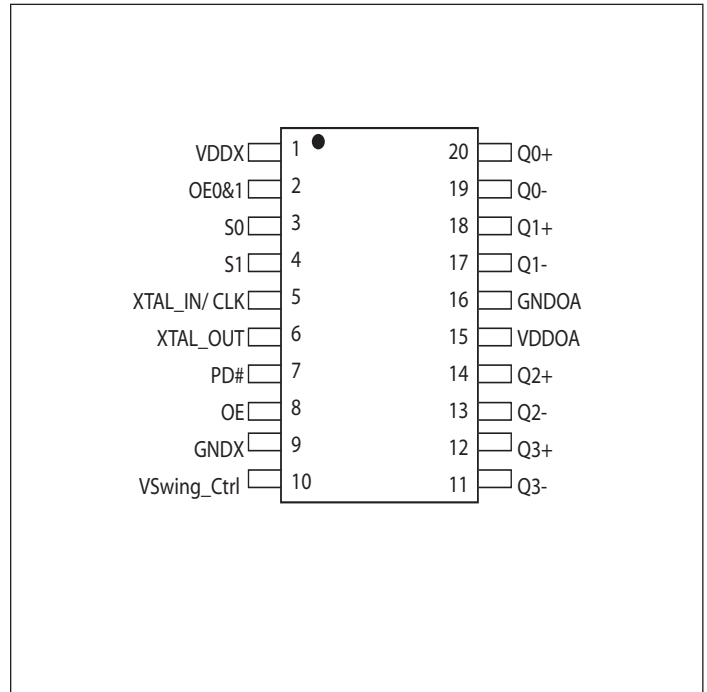 VDDX 1 20 Q0+
OE0&1 2 19 Q0-
S0 3 18 Q1+
S1 4 17 Q1-
XTAL_IN/ CLK 5 16 GNDOA
XTAL_OUT 6 15 VDDOA
PD# 7 14 Q2+
OE 8 13 Q2-
GNDX 9 12 Q3+
VSwing_Ctrl 10 11 Q3-